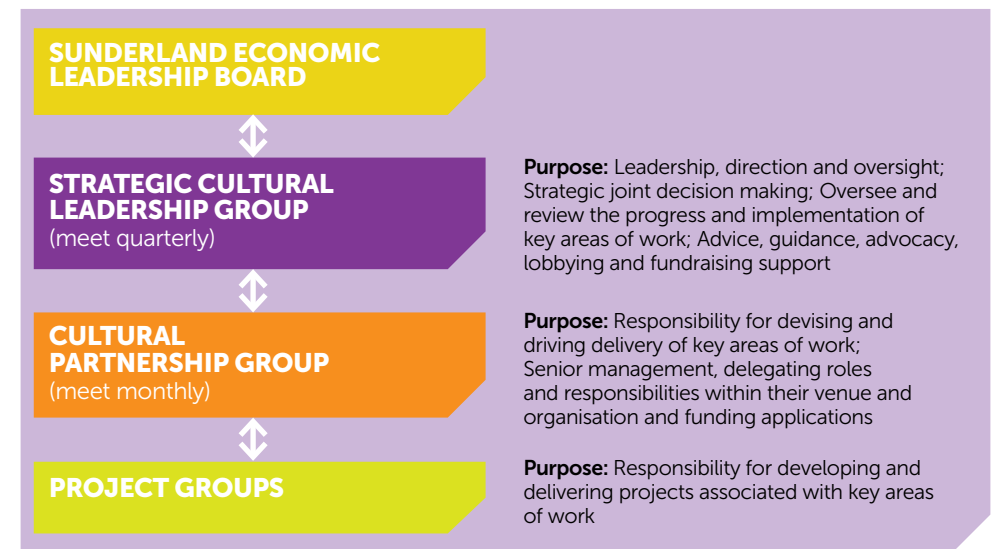 SUNDERLAND ECONOMIC
LEADERSHIP BOARD
STRATEGIC CULTURAL
LEADERSHIP GROUP
(meet quarterly)
Purpose: Leadership, direction and oversight;
Strategic joint decision making; Oversee and
review the progress and implementation of
key areas of work; Advice, guidance, advocacy,
lobbying and fundraising support
CULTURAL
PARTNERSHIP GROUP
(meet monthly)
Purpose: Responsibility for devising and
driving delivery of key areas of work;
Senior management, delegating roles
and responsibilities within their venue and
organisation and funding applications
PROJECT GROUPS
Purpose: Responsibility for developing and
delivering projects associated with key areas
of work